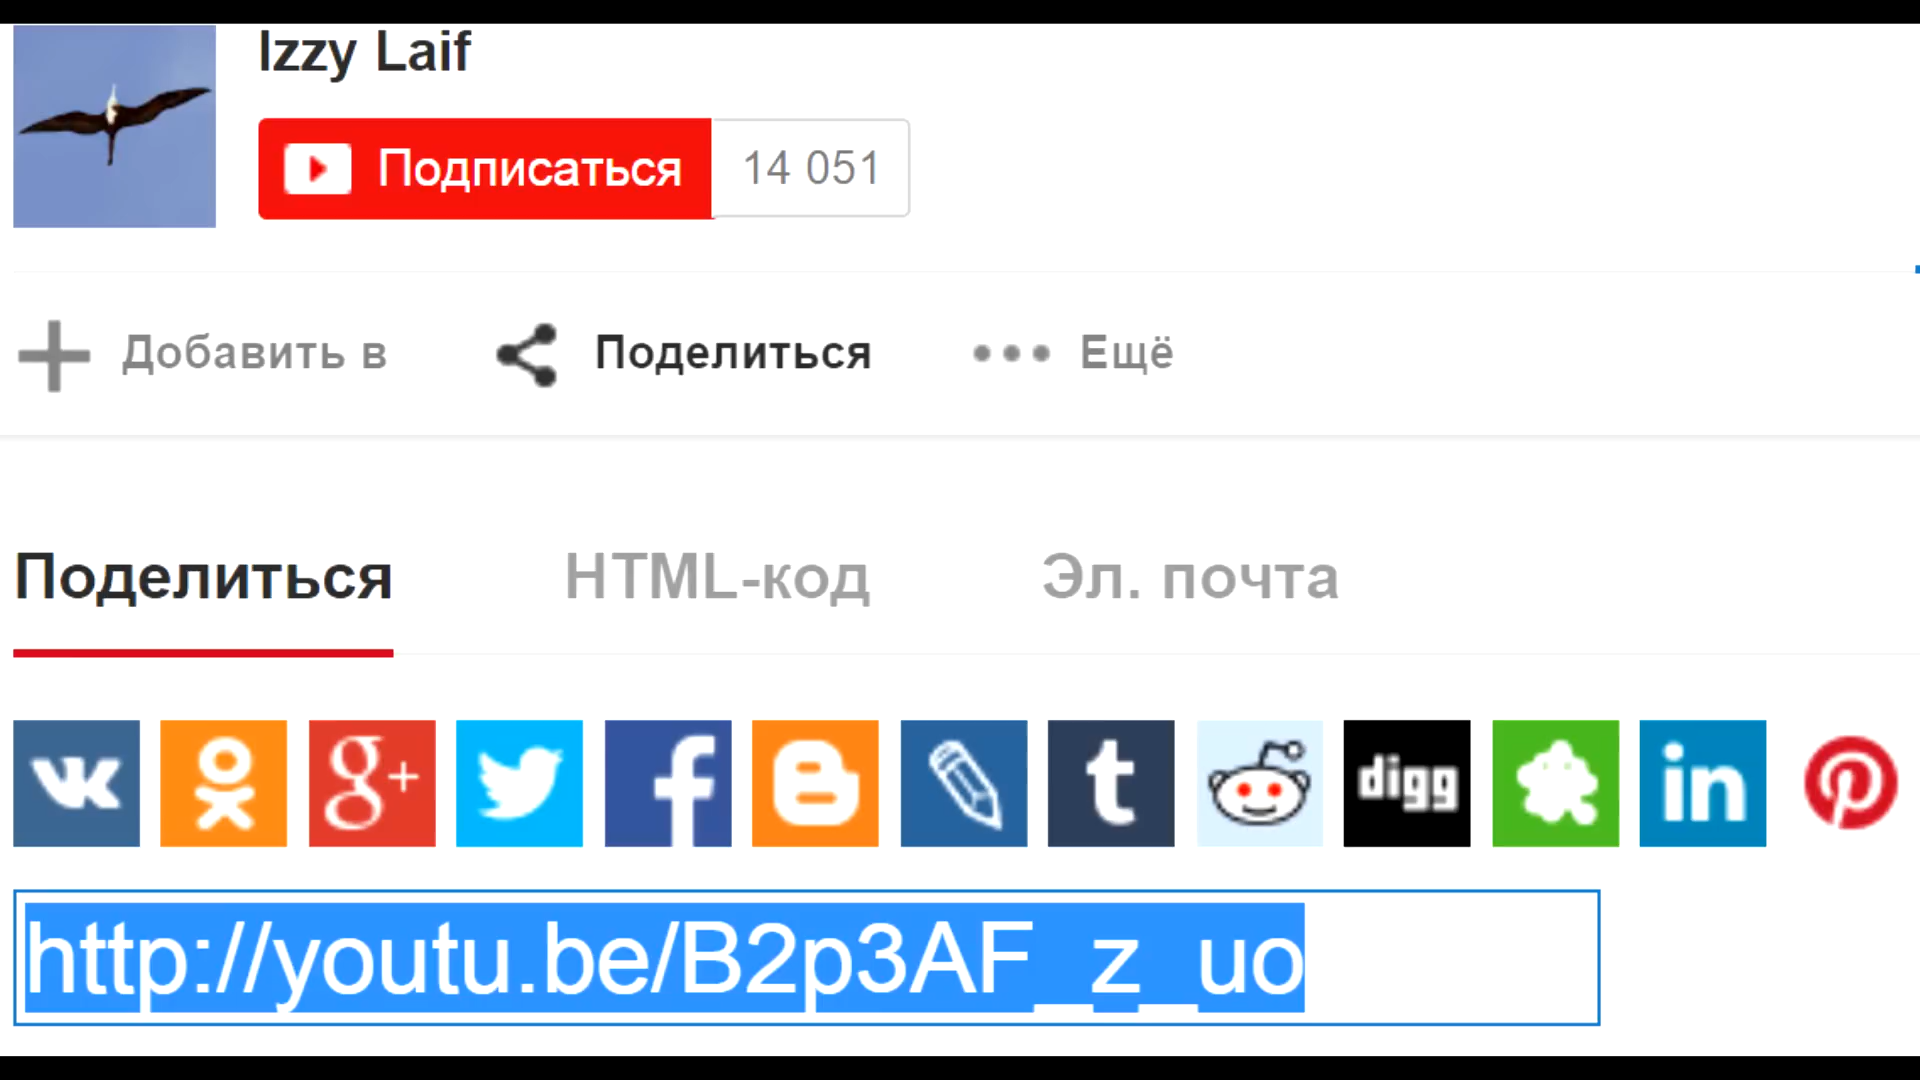 Izzy Laif
Подписаться 14 051
Добавить в Поделиться Ещё
Поделиться HTML-код Эл. почта
vk g+ f B t digg in
http://youtu.be/B2p3AF_z_uo